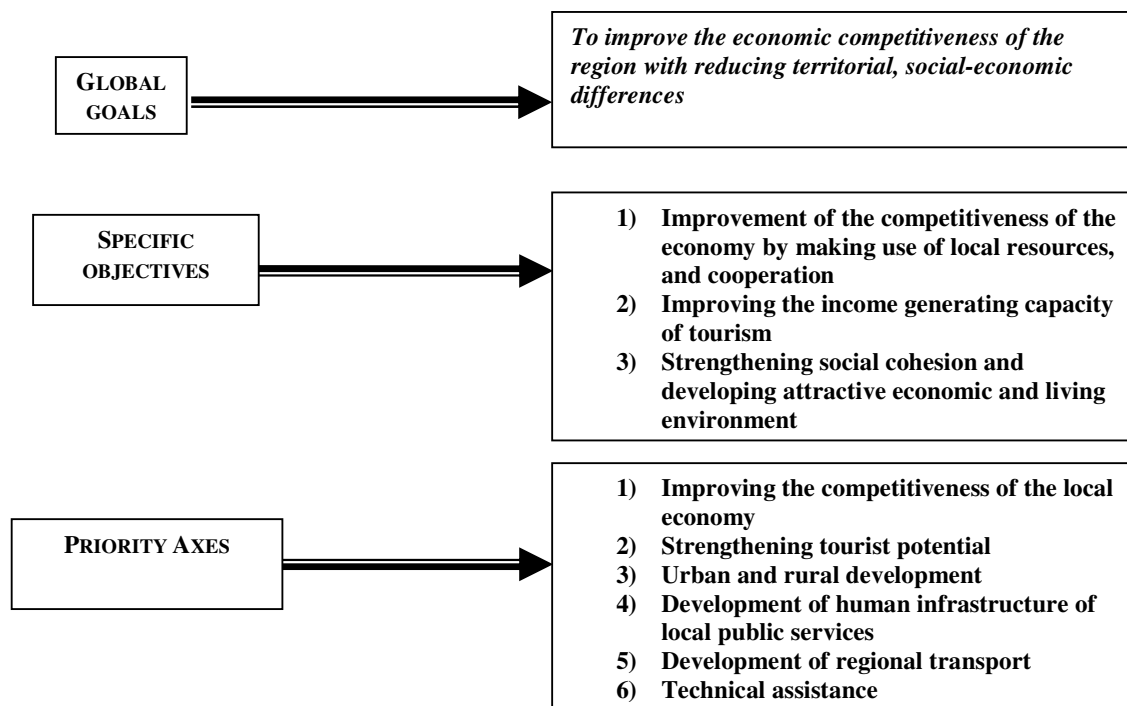 GLOBAL
GOALS
To improve the economic competitiveness of the
region with reducing territorial, social-economic
differences
SPECIFIC
OBJECTIVES
1) Improvement of the competitiveness of the
economy by making use of local resources,
and cooperation
2) Improving the income generating capacity
of tourism
3) Strengthening social cohesion and
developing attractive economic and living
environment
PRIORITY AXES
1) Improving the competitiveness of the local
economy
2) Strengthening tourist potential
3) Urban and rural development
4) Development of human infrastructure of
local public services
5) Development of regional transport
6) Technical assistance